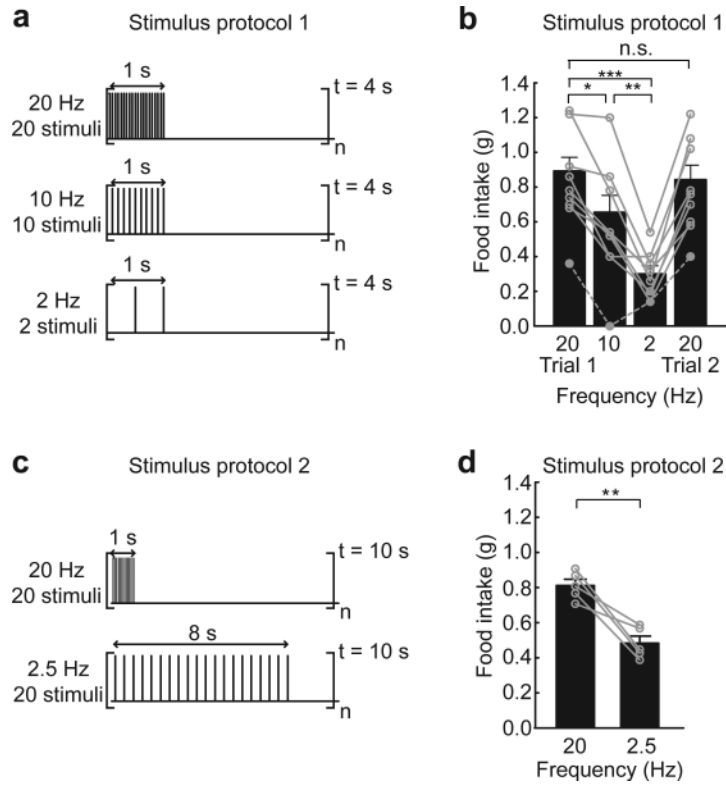 a Stimulus protocol 1
1 s
t = 4 s
20 Hz
20 stimuli
n
1 s
t = 4 s
10 Hz
10 stimuli
n
1 s
t = 4 s
2 Hz
2 stimuli
n
b Stimulus protocol 1
n.s.
***
* **
Food intake (g)
1.4
1.2
1.0
0.8
0.6
0.4
0.2
0.0
20 10 2 20
Trial 1 Trial 2
Frequency (Hz)
c Stimulus protocol 2
1 s
t = 10 s
20 Hz
20 stimuli
n
8 s
t = 10 s
2.5 Hz
20 stimuli
n
d Stimulus protocol 2
**
Food intake (g)
1.4
1.2
1.0
0.8
0.6
0.4
0.2
0.0
20 2.5
Frequency (Hz)